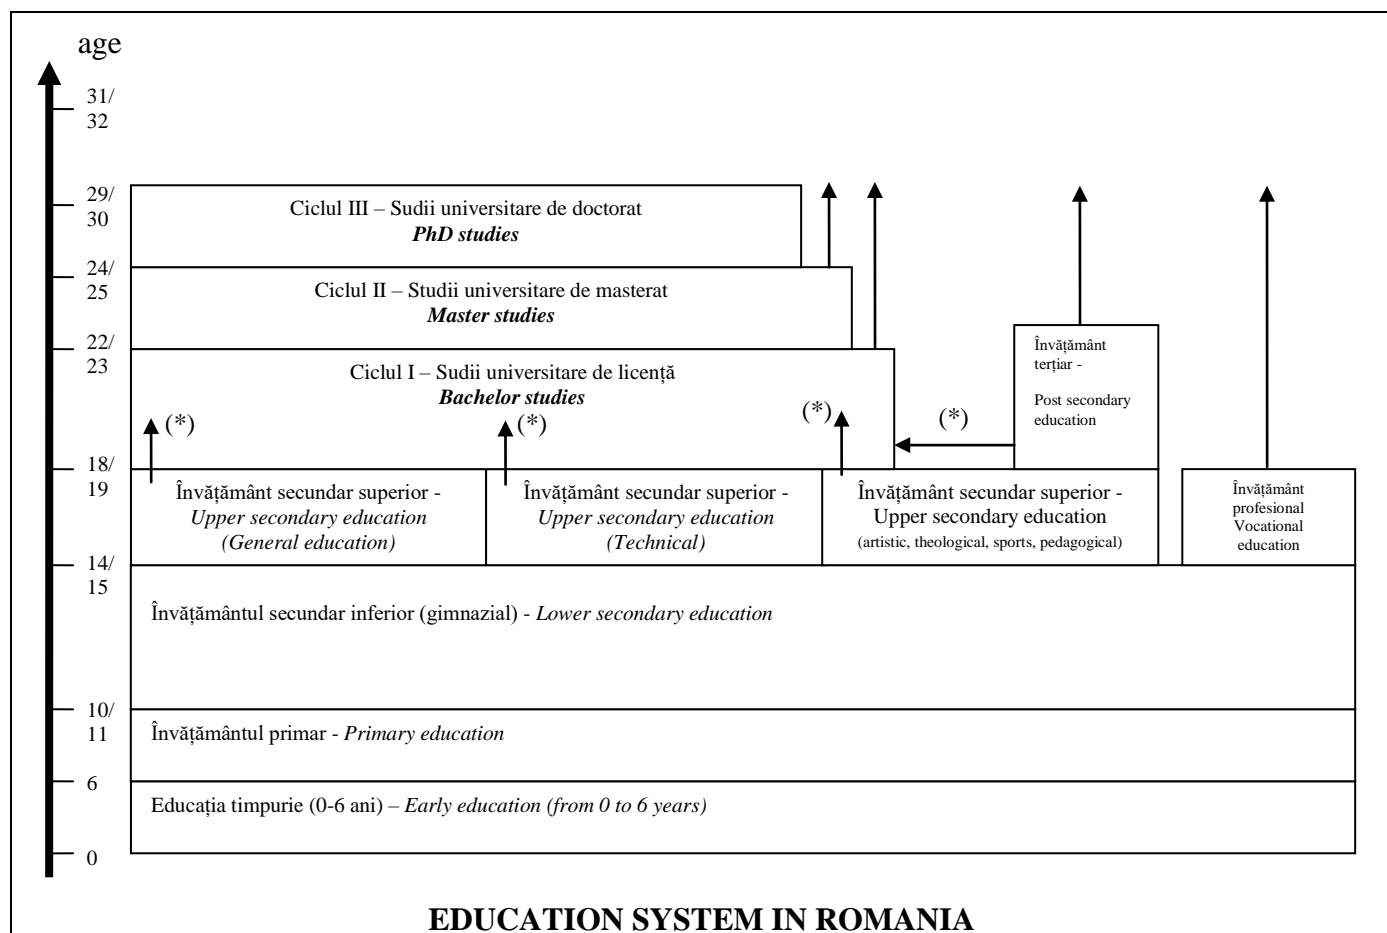 age
31/
32
29/
30
Ciclul III – Sudii universitare de doctorat
PhD studies
24/
25
Ciclul II – Studii universitare de masterat
Master studies
22/
23
Ciclul I – Sudii universitare de licență
Bachelor studies
Învățământ
terțiar -
Post secondary
education
(*)
(*)
(*)
(*)
18/
19
Învățământ secundar superior -
Upper secondary education
(General education)
Învățământ secundar superior -
Upper secondary education
(Technical)
Învățământ secundar superior -
Upper secondary education
(artistic, theological, sports, pedagogical)
Învățământ
profesional
Vocational
education
14/
15
Învățământul secundar inferior (gimnazial) - Lower secondary education
10/
11
Învățământul primar - Primary education
6
Educația timpurie (0-6 ani) – Early education (from 0 to 6 years)
0
EDUCATION SYSTEM IN ROMANIA